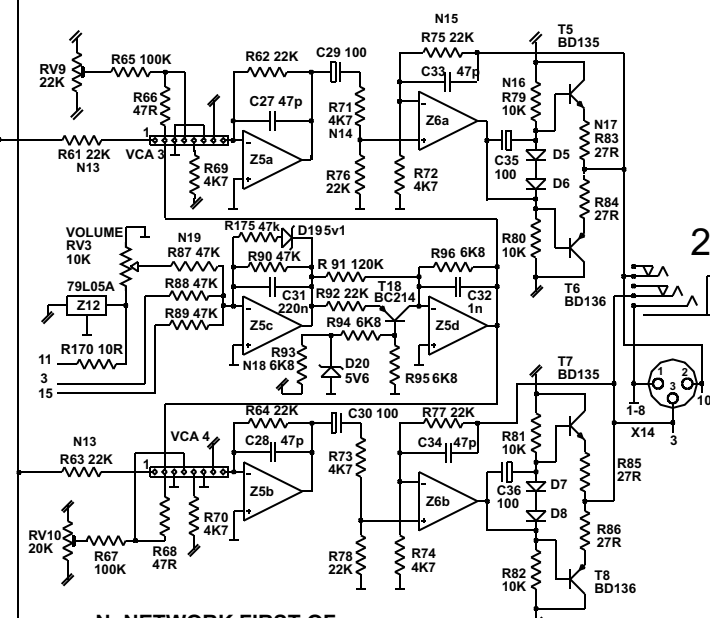 N15
R75 22K
T5
BD135
R65 100K
R62 22K
C29 100
RV9
22K
C33 47p
R66
47R
C27 47p
R71
4K7
N14
N16
R79
10K
Z6a
N17
R83
27R
1
R61 22K
N13
VCA 3
R69
4K7
Z5a
R76
22K
R72
4K7
C35
100
D5
D6
R84
27R
VOLUME
RV3
10K
N19
R87 47K
R175 47k
D19 5v1
R90 47K
R 91 120K
R96 6K8
R80
10K
T6
BD136
2
79L05A
Z12
R88 47K
R89 47K
C31
220n
R92 22K
T18
BC214
C32
1n
Z5c
R94 6K8
Z5d
11
R170 10R
3
15
N18
R93
6K8
D20
5V6
R95 6K8
T7
BD135
1
2
3
1-8
X14
3
10
R64 22K
C30 100
R77 22K
N13
R63 22K
VCA 4
1
C28 47p
R73
4K7
C34 47p
R81
10K
Z5b
Z6b
C36
100
D7
D8
R85
27R
RV10
20K
R67
100K
R68
47R
R70
4K7
R78
22K
R74
4K7
R86
27R
R82
10K
T8
BD136